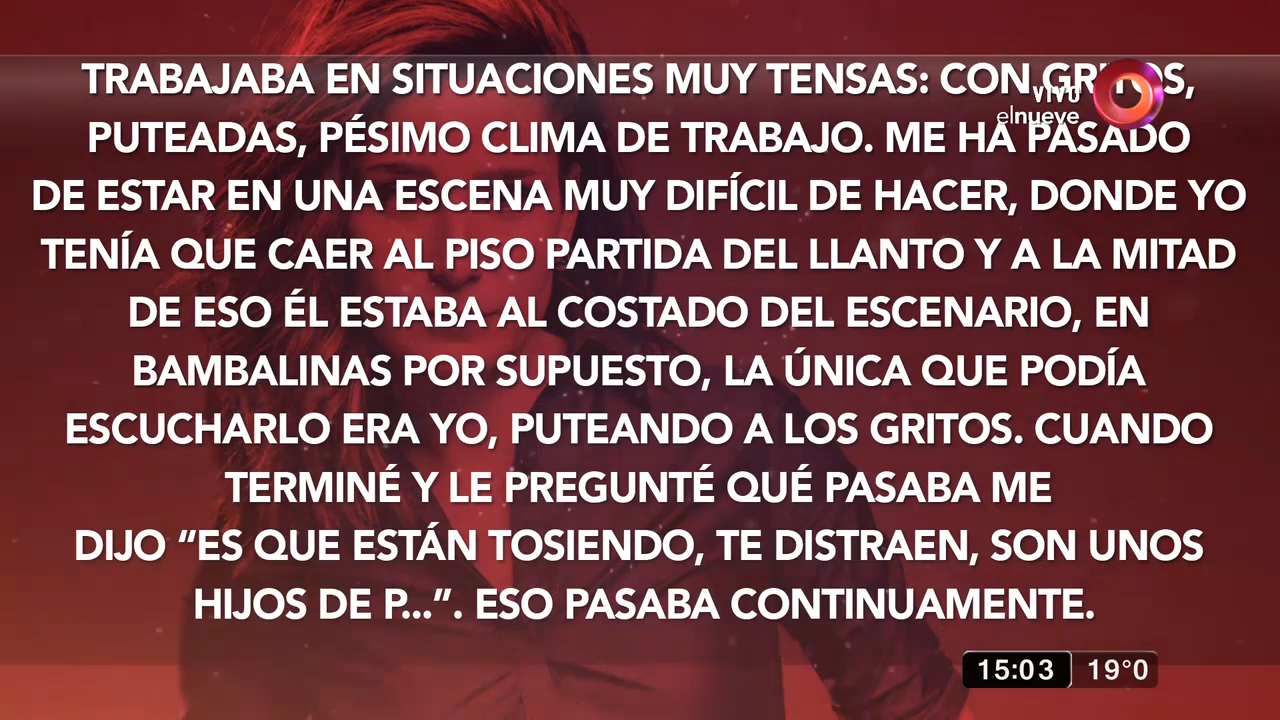 TRABAJABA EN SITUACIONES MUY TENSAS: CON GRITOS,
VIVO
elnueve
PUTEADAS, PÉSIMO CLIMA DE TRABAJO. ME HA PASADO
DE ESTAR EN UNA ESCENA MUY DIFÍCIL DE HACER, DONDE YO
TENÍA QUE CAER AL PISO PARTIDA DEL LLANTO Y A LA MITAD
DE ESO ÉL ESTABA AL COSTADO DEL ESCENARIO, EN
BAMBALINAS POR SUPUESTO, LA ÚNICA QUE PODÍA
ESCUCHARLO ERA YO, PUTEANDO A LOS GRITOS. CUANDO
TERMINÉ Y LE PREGUNTÉ QUÉ PASABA ME
DIJO “ES QUE ESTÁN TOSIENDO, TE DISTRAEN, SON UNOS
HIJOS DE P...”. ESO PASABA CONTINUAMENTE.
15:03 19°0